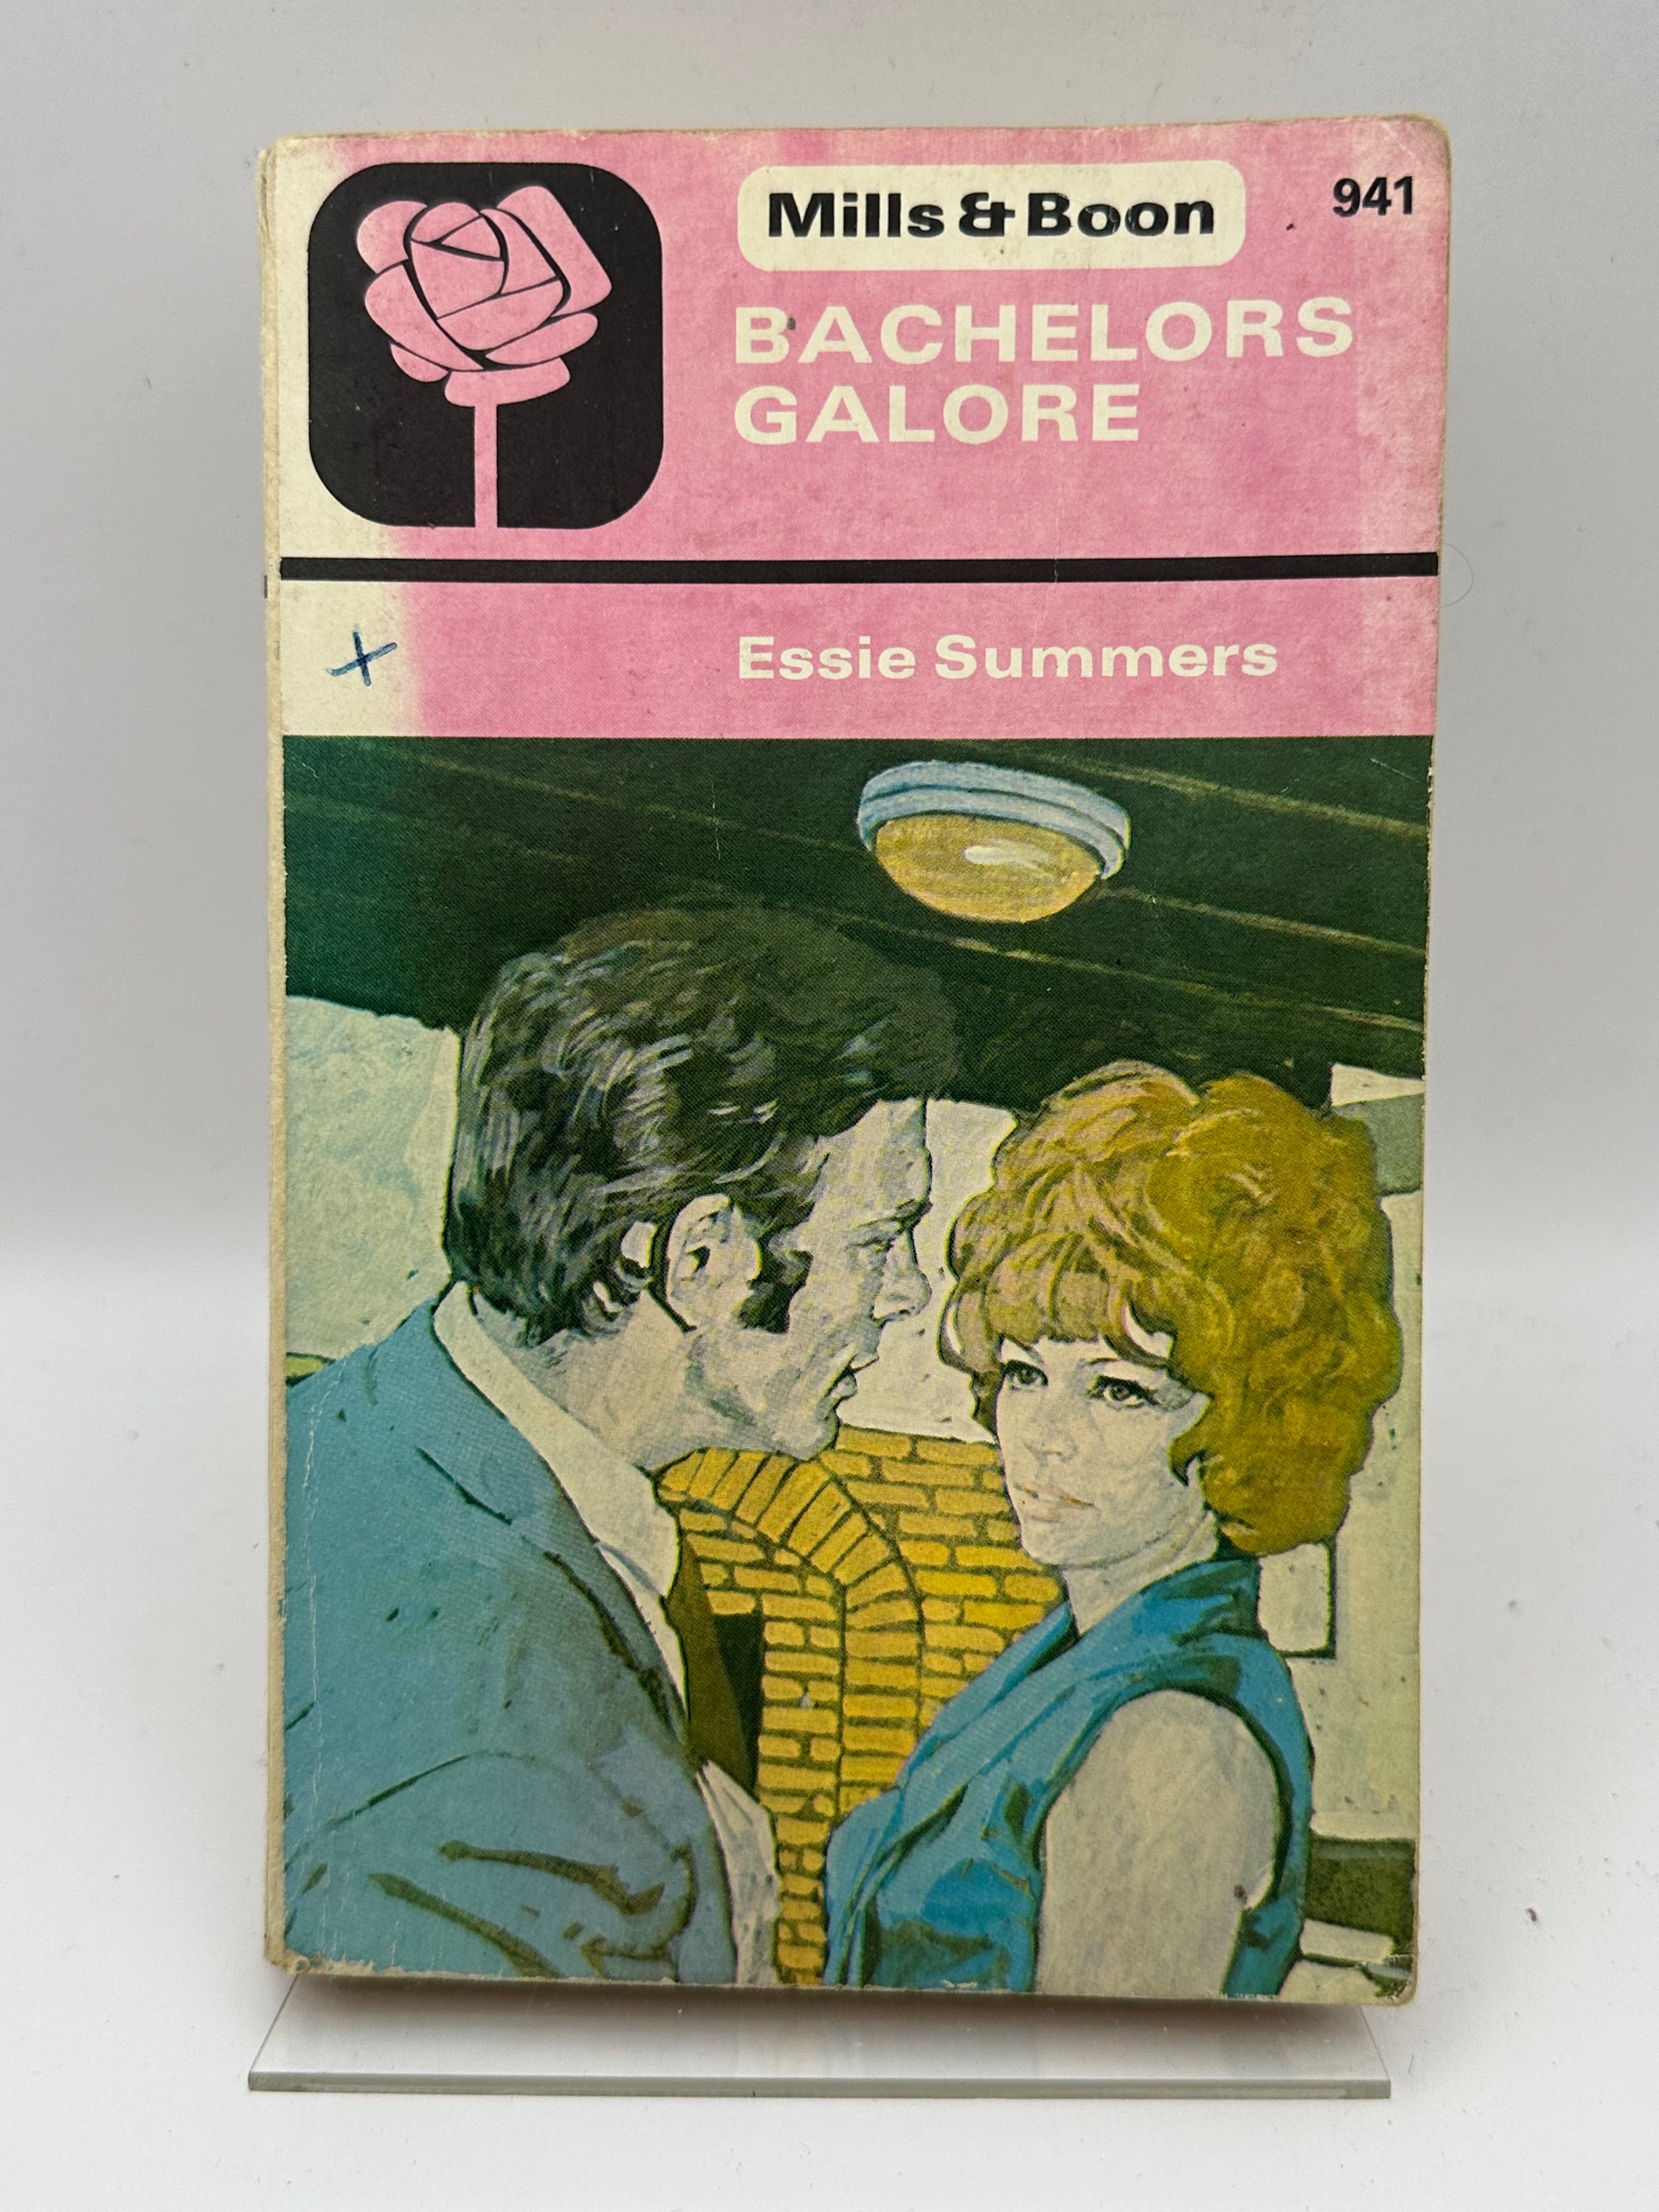 Mills & Boon
941
BACHELORS
GALORE
Essie Summers